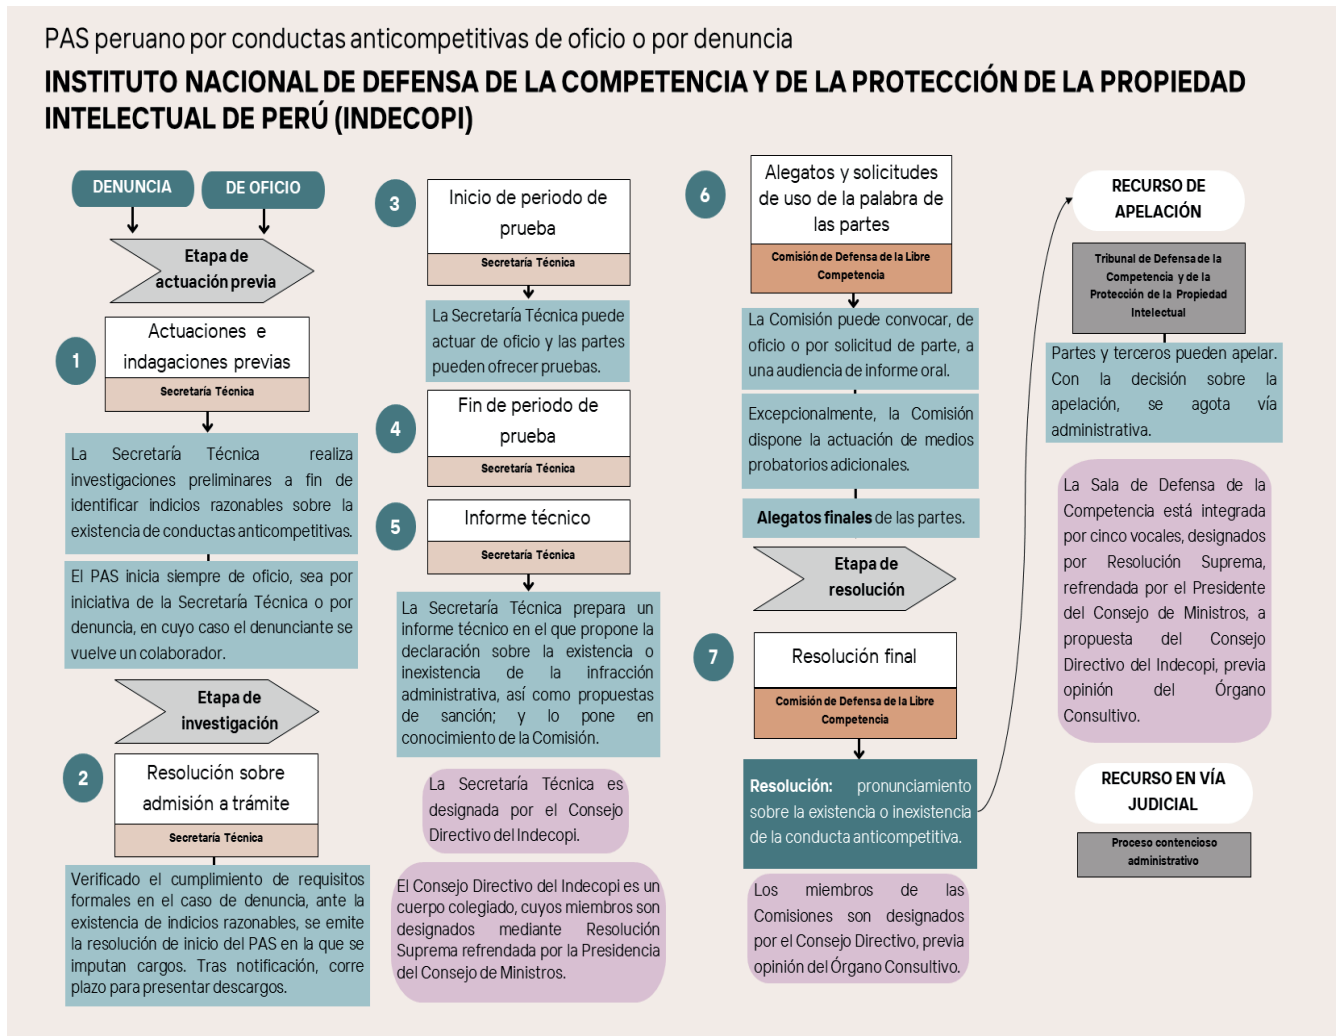 PAS peruano por conductas anticompetitivas de oficio o por denuncia
INSTITUTO NACIONAL DE DEFENSA DE LA COMPETENCIA Y DE LA PROTECCIÓN DE LA PROPIEDAD
INTELECTUAL DE PERÚ (INDECOPI)
DENUNCIA
DE OFICIO
Etapa de
actuación previa
1
Actuaciones e
indagaciones previas
Secretaría Técnica
La Secretaría Técnica realiza
investigaciones preliminares a fin de
identificar indicios razonables sobre la
existencia de conductas anticompetitivas.
El PAS inicia siempre de oficio, sea por
iniciativa de la Secretaría Técnica o por
denuncia, en cuyo caso el denunciante se
vuelve un colaborador.
Etapa de
investigación
2
Resolución sobre
admisión a trámite
Secretaría Técnica
Verificado el cumplimiento de requisitos
formales en el caso de denuncia, ante la
existencia de indicios razonables, se emite
la resolución de inicio del PAS en la que se
imputan cargos. Tras notificación, corre
plazo para presentar descargos.
3
Inicio de periodo de
prueba
Secretaría Técnica
La Secretaría Técnica puede
actuar de oficio y las partes
pueden ofrecer pruebas.
4
Fin de periodo de
prueba
Secretaría Técnica
5
Informe técnico
Secretaría Técnica
La Secretaría Técnica prepara un
informe técnico en el que propone la
declaración sobre la existencia o
inexistencia de la infracción
administrativa, así como propuestas
de sanción; y lo pone en
conocimiento de la Comisión.
La Secretaría Técnica es
designada por el Consejo
Directivo del Indecopi.
El Consejo Directivo del Indecopi es un
cuerpo colegiado, cuyos miembros son
designados mediante Resolución
Suprema refrendada por la Presidencia
del Consejo de Ministros.
6
Alegatos y solicitudes
de uso de la palabra de
las partes
Comisión de Defensa de la Libre
Competencia
La Comisión puede convocar, de
oficio o por solicitud de parte, a
una audiencia de informe oral.
Excepcionalmente, la Comisión
dispone la actuación de medios
probatorios adicionales.
Alegatos finales de las partes.
Etapa de
resolución
7
Resolución final
Comisión de Defensa de la Libre
Competencia
Resolución: pronunciamiento
sobre la existencia o inexistencia
de la conducta anticompetitiva.
Los miembros de las
Comisiones son designados
por el Consejo Directivo, previa
opinión del Órgano Consultivo.
RECURSO DE
APELACIÓN
Tribunal de Defensa de la
Competencia y de la
Protección de la Propiedad
Intelectual
Partes y terceros pueden apelar.
Con la decisión sobre la
apelación, se agota vía
administrativa.
La Sala de Defensa de la
Competencia está integrada
por cinco vocales, designados
por Resolución Suprema,
refrendada por el Presidente
del Consejo de Ministros, a
propuesta del Consejo
Directivo del Indecopi, previa
opinión del Órgano
Consultivo.
RECURSO EN VÍA
JUDICIAL
Proceso contencioso
administrativo